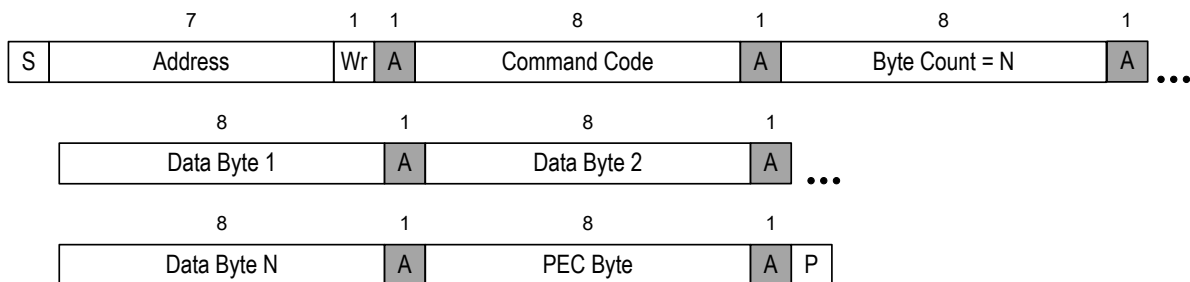 7 1 1 8 1 8 1
S Address Wr A Command Code A Byte Count = N A •••
8 1 8 1
Data Byte 1 A Data Byte 2 A •••
8 1 8 1
Data Byte N A PEC Byte A P